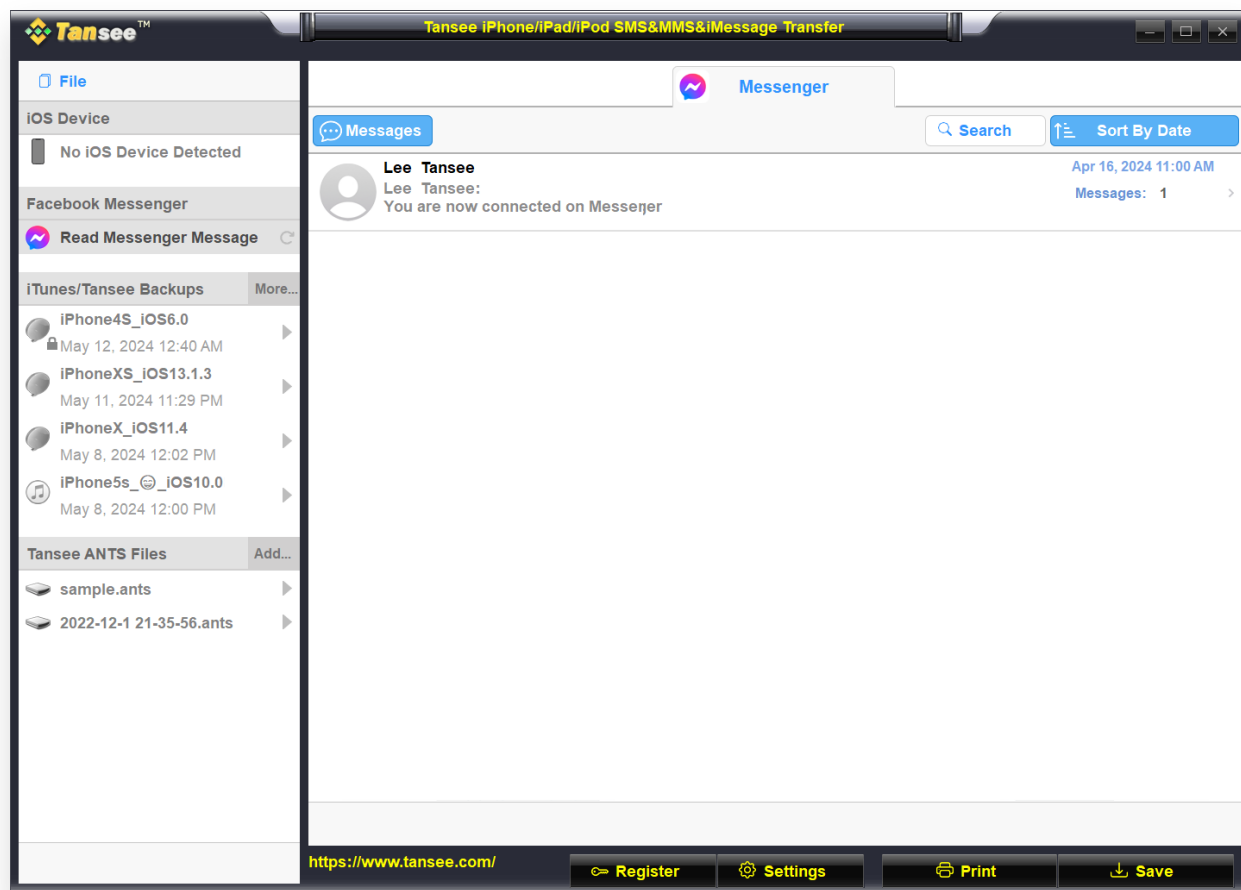 Tansee™
Tansee iPhone/iPad/iPod SMS&MMS&iMessage Transfer
File
iOS Device
No iOS Device Detected
Facebook Messenger
Read Messenger Message
iTunes/Tansee Backups More...
iPhone4S_iOS6.0
May 12, 2024 12:40 AM
iPhoneXS_iOS13.1.3
May 11, 2024 11:29 PM
iPhoneX_iOS11.4
May 8, 2024 12:02 PM
iPhone5s_😄_iOS10.0
May 8, 2024 12:00 PM
Tansee ANTS Files Add...
sample.ants
2022-12-1 21-35-56.ants
Messenger
Messages Search Sort By Date
Lee Tansee Apr 16, 2024 11:00 AM
Lee Tansee:
Messages: 1
You are now connected on Messeŋer
https://www.tansee.com/
Register Settings Print Save